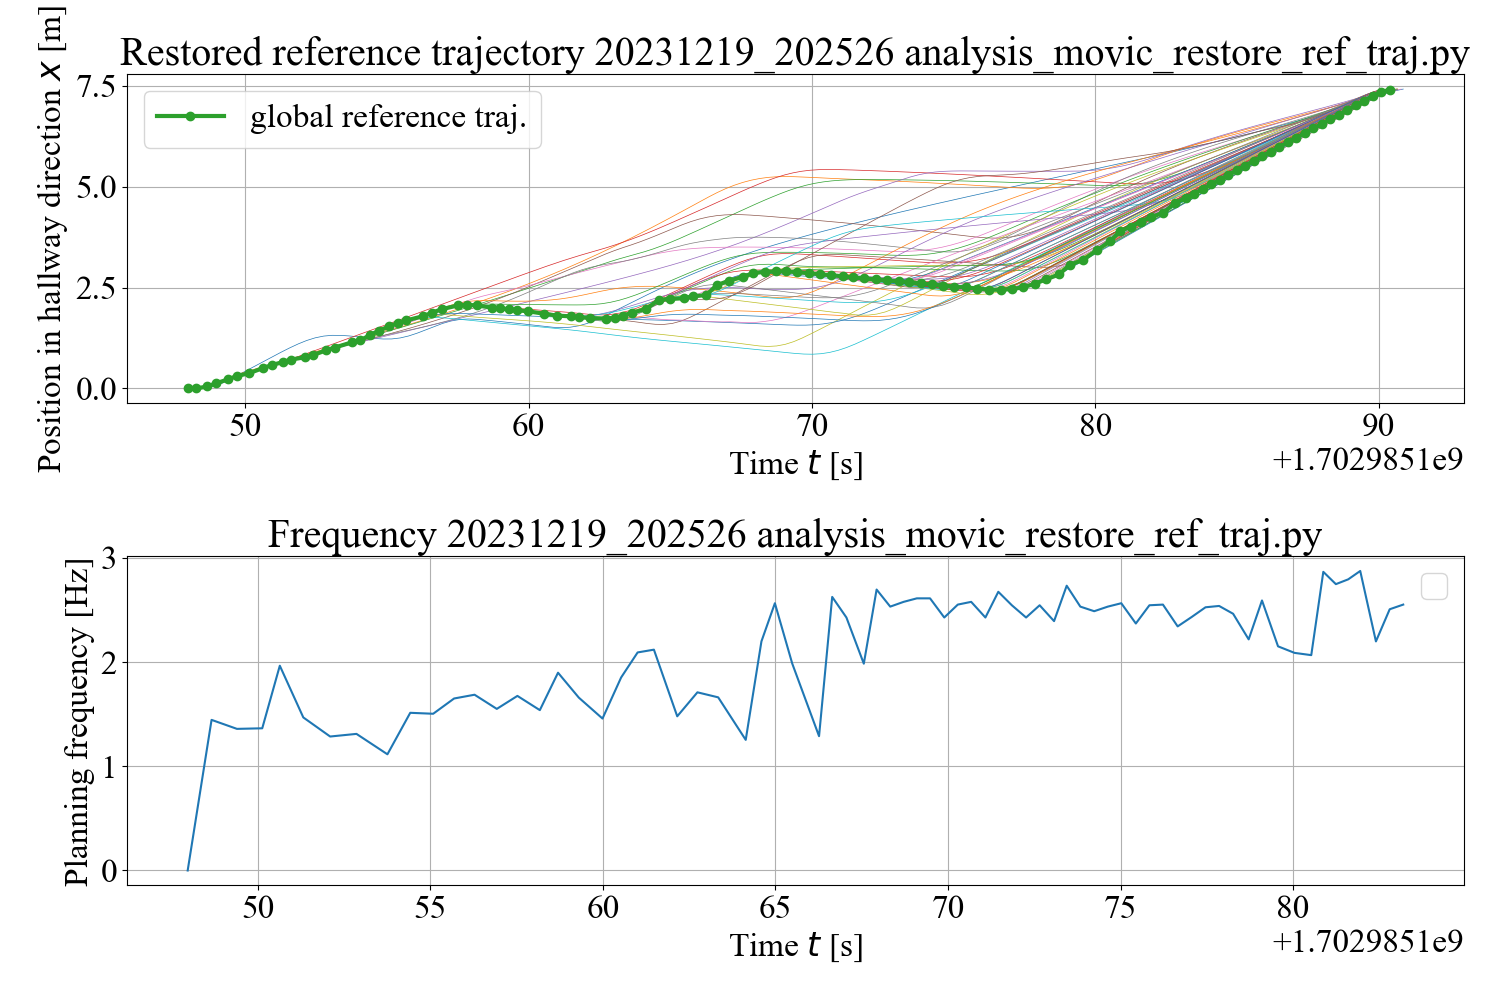 Restored reference trajectory 20231219_202526 analysis_movic_restore_ref_traj.py
Position in hallway direction x [m]
7.5
5.0
2.5
0.0
global reference traj.
50 60 70 80 90
Time t [s]
+1.7029851e9
Frequency 20231219_202526 analysis_movic_restore_ref_traj.py
Planning frequency [Hz]
3
2
1
0
50 55 60 65 70 75 80
Time t [s]
+1.7029851e9